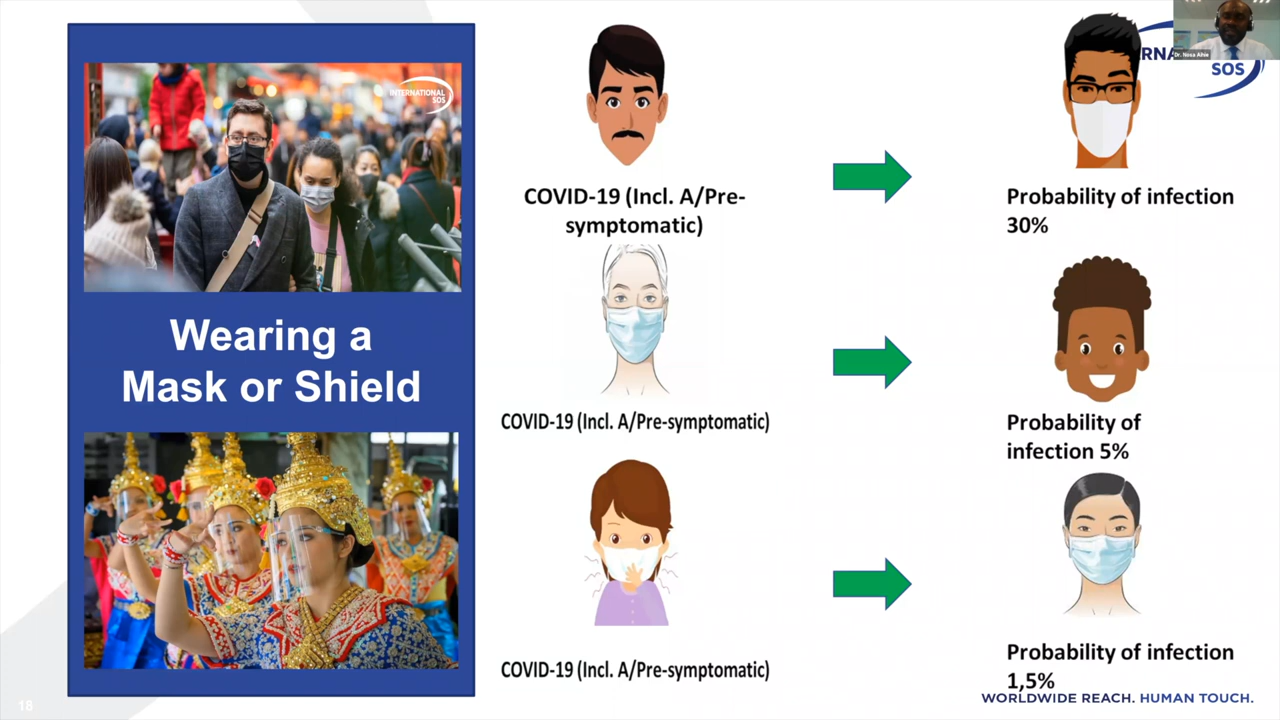 INTERNATIONAL
SOS
Wearing a
Mask or Shield
18
COVID-19 (Incl. A/Pre-
symptomatic)
Probability of infection
30%
COVID-19 (Incl. A/Pre-symptomatic)
Probability of
infection 5%
COVID-19 (Incl. A/Pre-symptomatic)
Probability of infection
1,5%
RNA
SOS
WORLDWIDE REACH. HUMAN TOUCH.